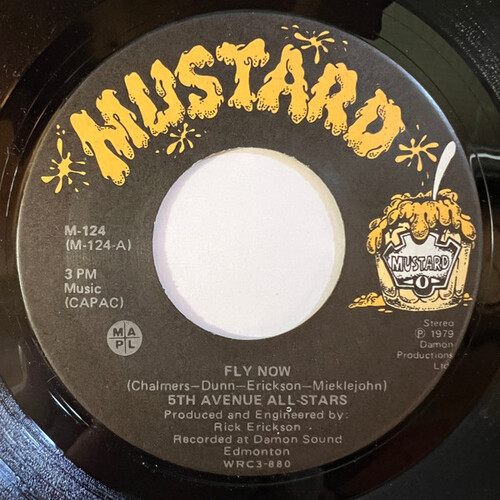 MUSTARD
M-124
(M-124-A)
3 PM
Music
(CAPAC)
MUSTARD
Stereo
Ⓟ 1979
Damon
Productions
Ltd
M A
P L
FLY NOW
(Chalmers—Dunn—Erickson—Mieklejohn)
5TH AVENUE ALL-STARS
Produced and Engineered by:
Rick Erickson
Recorded at Damon Sound
Edmonton
WRC3-880